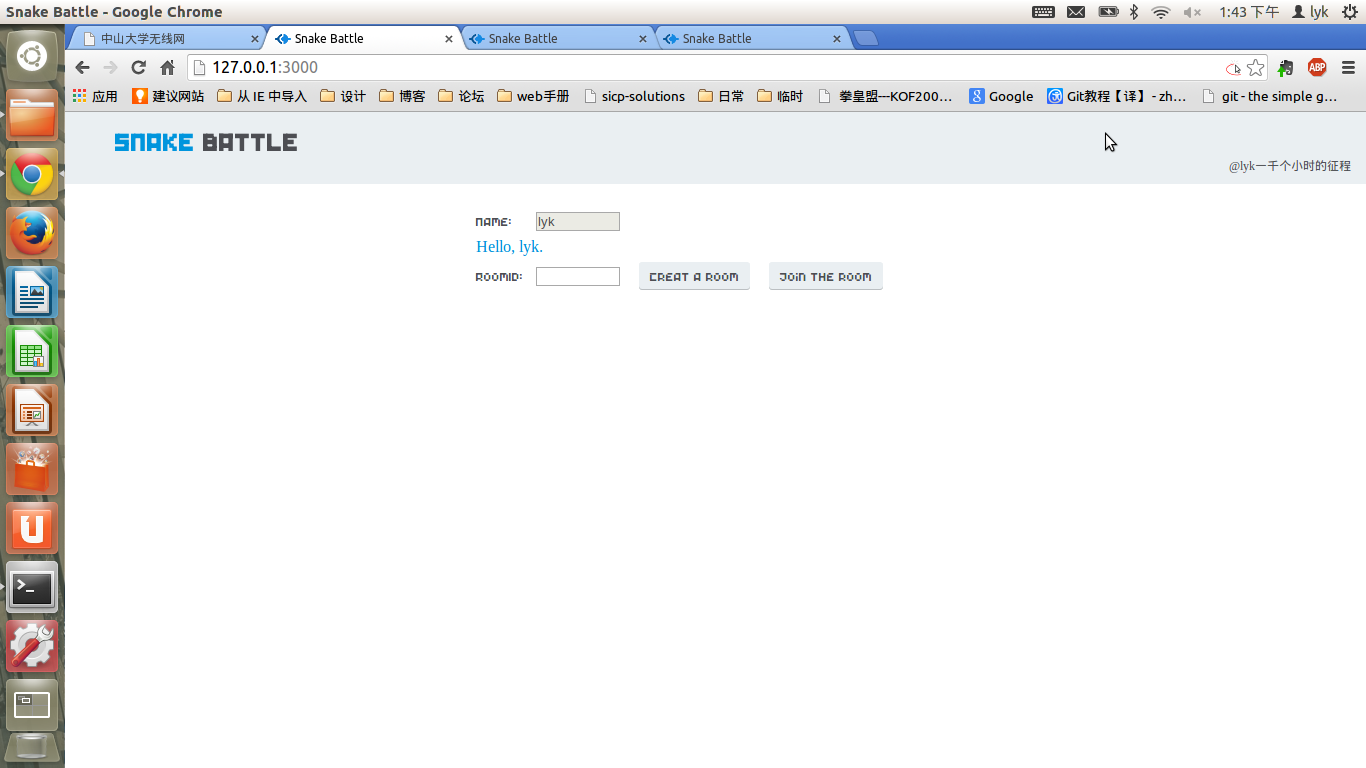 Snake Battle - Google Chrome 1:43 下午 lyk
中山大学无线网 Snake Battle Snake Battle Snake Battle
127.0.0.1:3000 ABP
应用 建议网站 从 IE 中导入 设计 博客 论坛 web手册 sicp-solutions 日常 临时 拳皇盟---KOF200... Google Git教程【译】- zh... git - the simple g...
SNAKE BATTLE
@lyk一千个小时的征程
NAME: lyk
Hello, lyk.
ROOMID: CREAT A ROOM JOIN THE ROOM